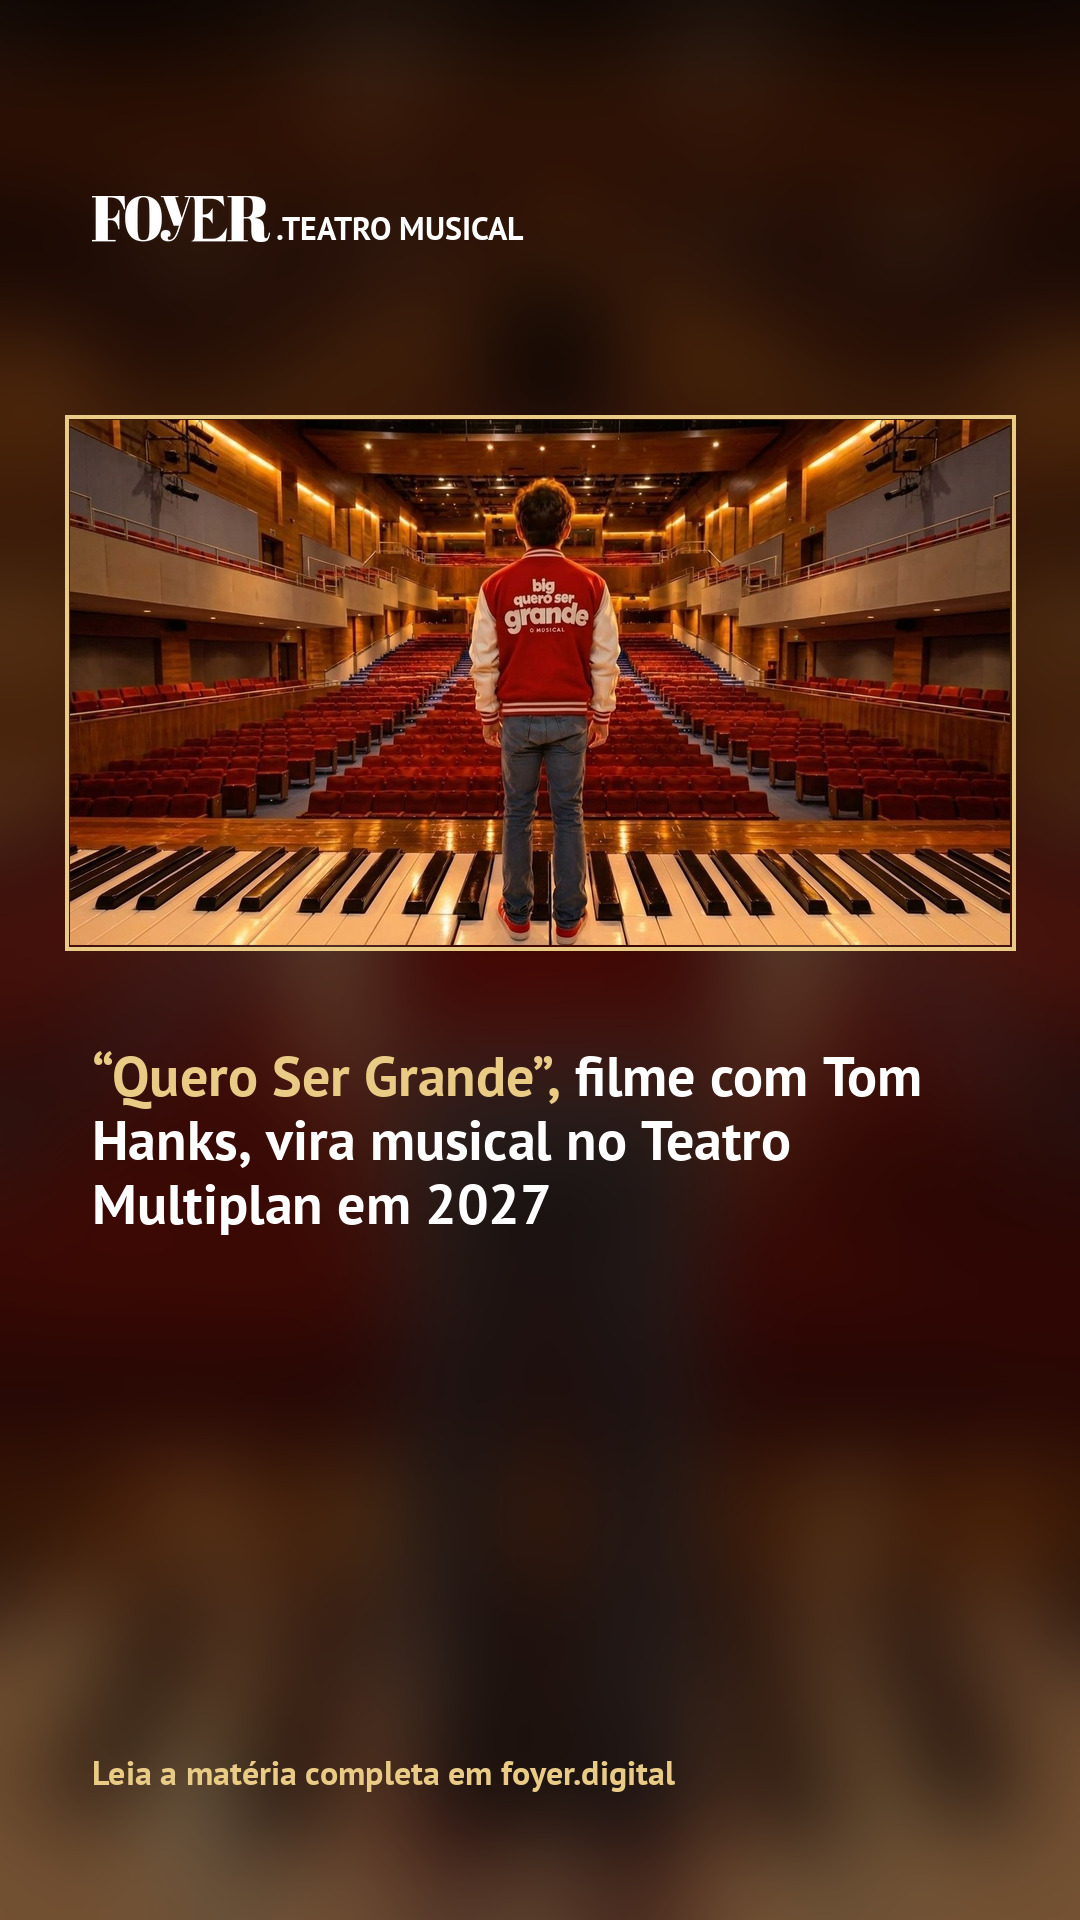 FOYER .TEATRO MUSICAL
big
quero ser
grande
O MUSICAL
“Quero Ser Grande”, filme com Tom
Hanks, vira musical no Teatro
Multiplan em 2027
Leia a matéria completa em foyer.digital